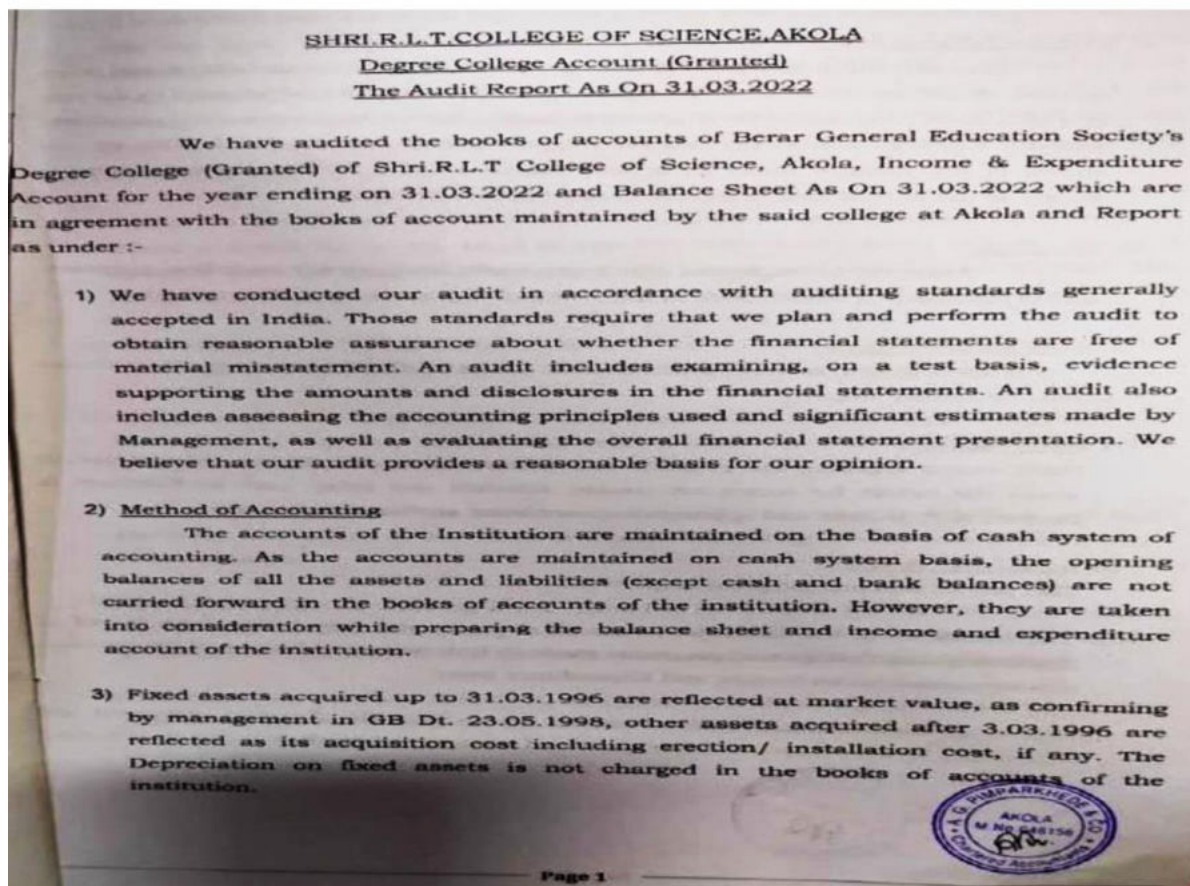 SHRI.R.L.T.COLLEGE OF SCIENCE,AKOLA
Degree College Account (Granted)
The Audit Report As On 31.03.2022
We have audited the books of accounts of Berar General Education Society's
Degree College (Granted) of Shri.R.L.T College of Science, Akola, Income & Expenditure
Account for the year ending on 31.03.2022 and Balance Sheet As On 31.03.2022 which are
in agreement with the books of account maintained by the said college at Akola and Report
as under :-
1) We have conducted our audit in accordance with auditing standards generally
accepted in India. Those standards require that we plan and perform the audit to
obtain reasonable assurance about whether the financial statements are free of
material misstatement. An audit includes examining, on a test basis, evidence
supporting the amounts and disclosures in the financial statements. An audit also
includes assessing the accounting principles used and significant estimates made by
Management, as well as evaluating the overall financial statement presentation. We
believe that our audit provides a reasonable basis for our opinion.
2) Method of Accounting
The accounts of the Institution are maintained on the basis of cash system of
accounting. As the accounts are maintained on cash system basis, the opening
balances of all the assets and liabilities (except cash and bank balances) are not
carried forward in the books of accounts of the institution. However, they are taken
into consideration while preparing the balance sheet and income and expenditure
account of the institution.
3) Fixed assets acquired up to 31.03.1996 are reflected at market value, as confirming
by management in GB Dt. 23.05.1998, other assets acquired after 3.03.1996 are
reflected as its acquisition cost including erection/ installation cost, if any. The
Depreciation on fixed assets is not charged in the books of accounts of the
institution.
A G PIMPARKHEDE & CO
AKOLA
M.No.
Chartered Accountants
Page 1